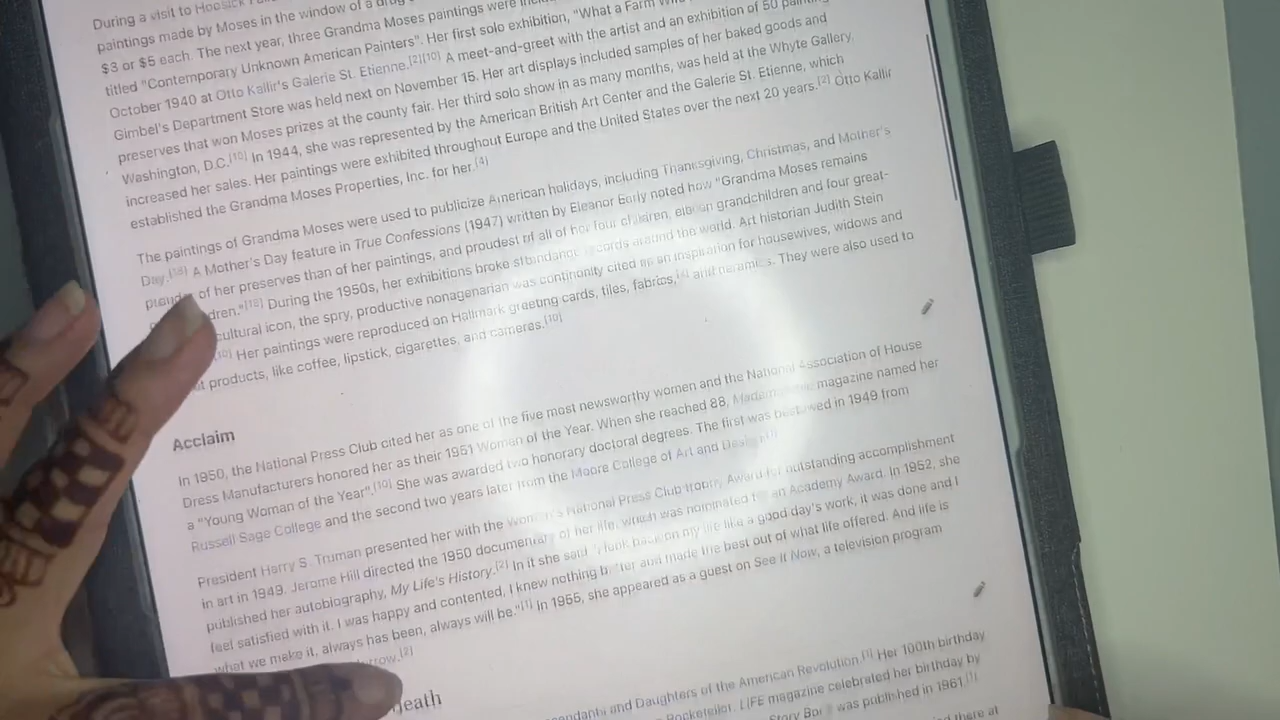 During a visit to Hoosick
paintings made by Moses in the window of a
$3 or $5 each. The next year, three Grandma Moses paintings were
titled "Contemporary Unknown American Painters". Her first solo exhibition, "What a Farm
October 1940 at Otto Kallir's Galerie St. Etienne.[2][10] A meet-and-greet with the artist and an exhibition of 50
Gimbel's Department Store was held next on November 15. Her art displays included samples of her baked goods and
preserves that won Moses prizes at the county fair. Her third solo show in as many months, was held at the Whyte Gallery,
Washington, D.C.[10] In 1944, she was represented by the American British Art Center and the Galerie St. Etienne, which
increased her sales. Her paintings were exhibited throughout Europe and the United States over the next 20 years.[2] Otto Kallir
established the Grandma Moses Properties, Inc. for her.[4]
The paintings of Grandma Moses were used to publicize American holidays, including Thanksgiving, Christmas, and Mother's
Day. A Mother's Day feature in True Confessions (1947) written by Eleanor Early noted how "Grandma Moses remains
of her preserves than of her paintings, and proudest of all of her four children, eleven grandchildren and four great-
dren." During the 1950s, her exhibitions broke attendance records around the world. Art historian Judith Stein
cultural icon, the spry, productive nonagenarian was continually cited as an inspiration for housewives, widows and
[10] Her paintings were reproduced on Hallmark greeting cards, tiles, fabrics, and ceramics. They were also used to
products, like coffee, lipstick, cigarettes, and cameras.[10]
Acclaim
In 1950, the National Press Club cited her as one of the five most newsworthy women and the National Association of House
Dress Manufacturers honored her as their 1951 Woman of the Year. When she reached 88, magazine named her
a "Young Woman of the Year".[10] She was awarded two honorary doctoral degrees. The first was bestowed in 1949 from
Russell Sage College and the second two years later from the Moore College of Art and Design.
President Harry S. Truman presented her with the Women's National Press Club trophy Award for outstanding accomplishment
in art in 1949. Jerome Hill directed the 1950 documentary of her life, which was nominated for an Academy Award. In 1952, she
published her autobiography, My Life's History.[2] In it she said "I look back on my life like a good day's work, it was done and I
feel satisfied with it. I was happy and contented, I knew nothing better and made the best out of what life offered. And life is
what we make it, always has been, always will be."[1] In 1955, she appeared as a guest on See It Now, a television program
[2]
eath
and Daughters of the American Revolution. Her 100th birthday
Rockefeller. LIFE magazine celebrated her birthday by
Story was published in 1961.
there at